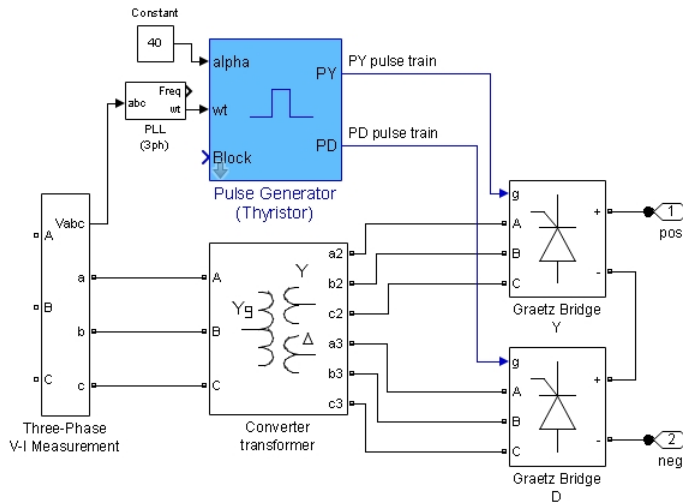 Constant
40
alpha
PY
PY pulse train
Freq
abc
wt
wt
PLL
(3ph)
PD
PD pulse train
Block
Pulse Generator
(Thyristor)
g
A
B
C
+
-
1
pos
Graetz Bridge
Y
Vabc
A
a
B
b
C
c
Three-Phase
V-I Measurement
A
B
C
Yg
Y
Δ
a2
b2
c2
a3
b3
c3
Converter
transformer
g
A
B
C
+
-
2
neg
Graetz Bridge
D